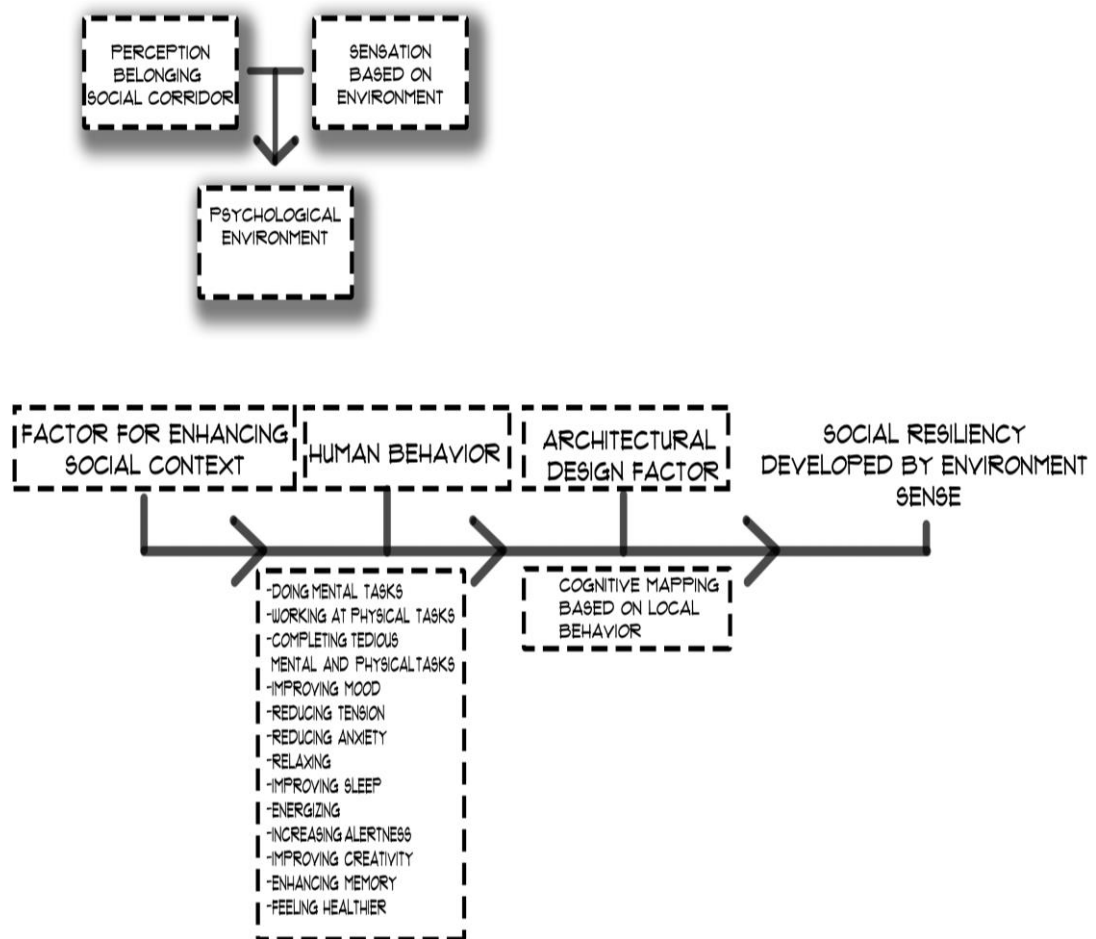 PERCEPTION
BELONGING
SOCIAL CORRIDOR
SENSATION
BASED ON
ENVIRONMENT
PSYCHOLOGICAL
ENVIRONMENT
FACTOR FOR ENHANCING
SOCIAL CONTEXT
HUMAN BEHAVIOR
ARCHITECTURAL
DESIGN FACTOR
SOCIAL RESILIENCY
DEVELOPED BY ENVIRONMENT
SENSE
-DOING MENTAL TASKS
-WORKING AT PHYSICAL TASKS
-COMPLETING TEDIOUS
MENTAL AND PHYSICAL TASKS
-IMPROVING MOOD
-REDUCING TENSION
-REDUCING ANXIETY
-RELAXING
-IMPROVING SLEEP
-ENERGIZING
-INCREASING ALERTNESS
-IMPROVING CREATIVITY
-ENHANCING MEMORY
-FEELING HEALTHIER
COGNITIVE MAPPING
BASED ON LOCAL
BEHAVIOR